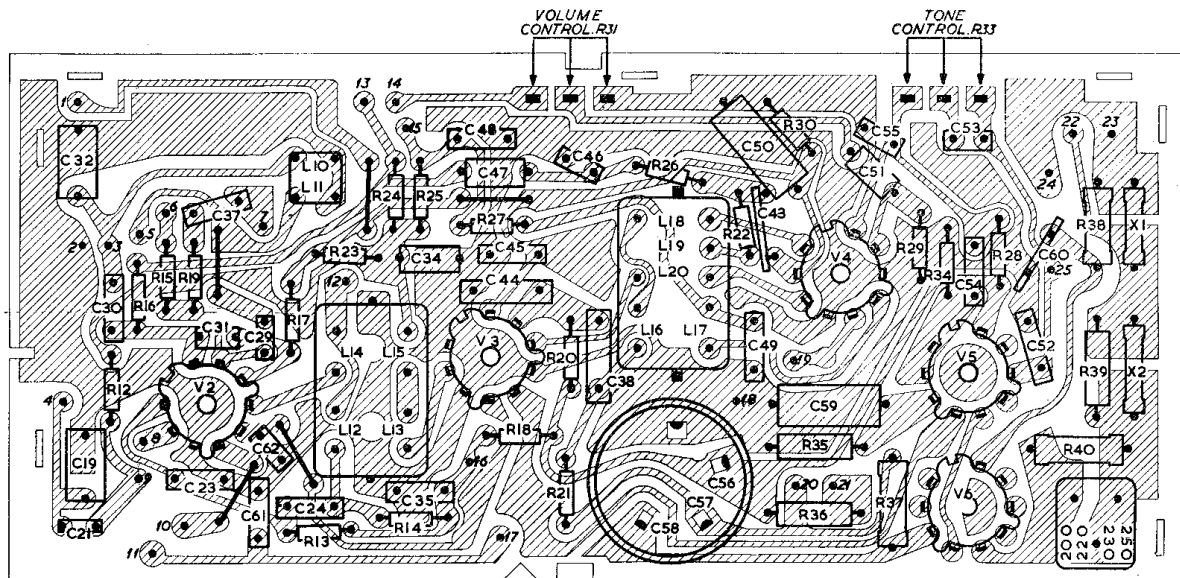 VOLUME
CONTROL.R31
TONE
CONTROL.R33
1
13
14
15
C48
C50
R30
C55
C53
22
23
C32
L10
L11
R24
R25
C47
C46
R26
C51
24
6
C37
7
R27
L18
R22
C43
R38
X1
2
3
5
R15
R19
R23
C34
C45
L19
V4
R29
R34
C54
R28
C60
25
C30
R16
12
C44
L20
R17
C31
C29
L14
L15
V3
R20
C38
L16
L17
C49
19
V5
C52
R39
X2
R12
V2
4
18
C59
8
C62
L12
L13
R18
R35
R40
C19
9
C23
16
C35
R21
C56
20
21
R37
V6
C21
10
C61
C24
R14
C57
R36
C58
11
R13
17
200
220
230
250